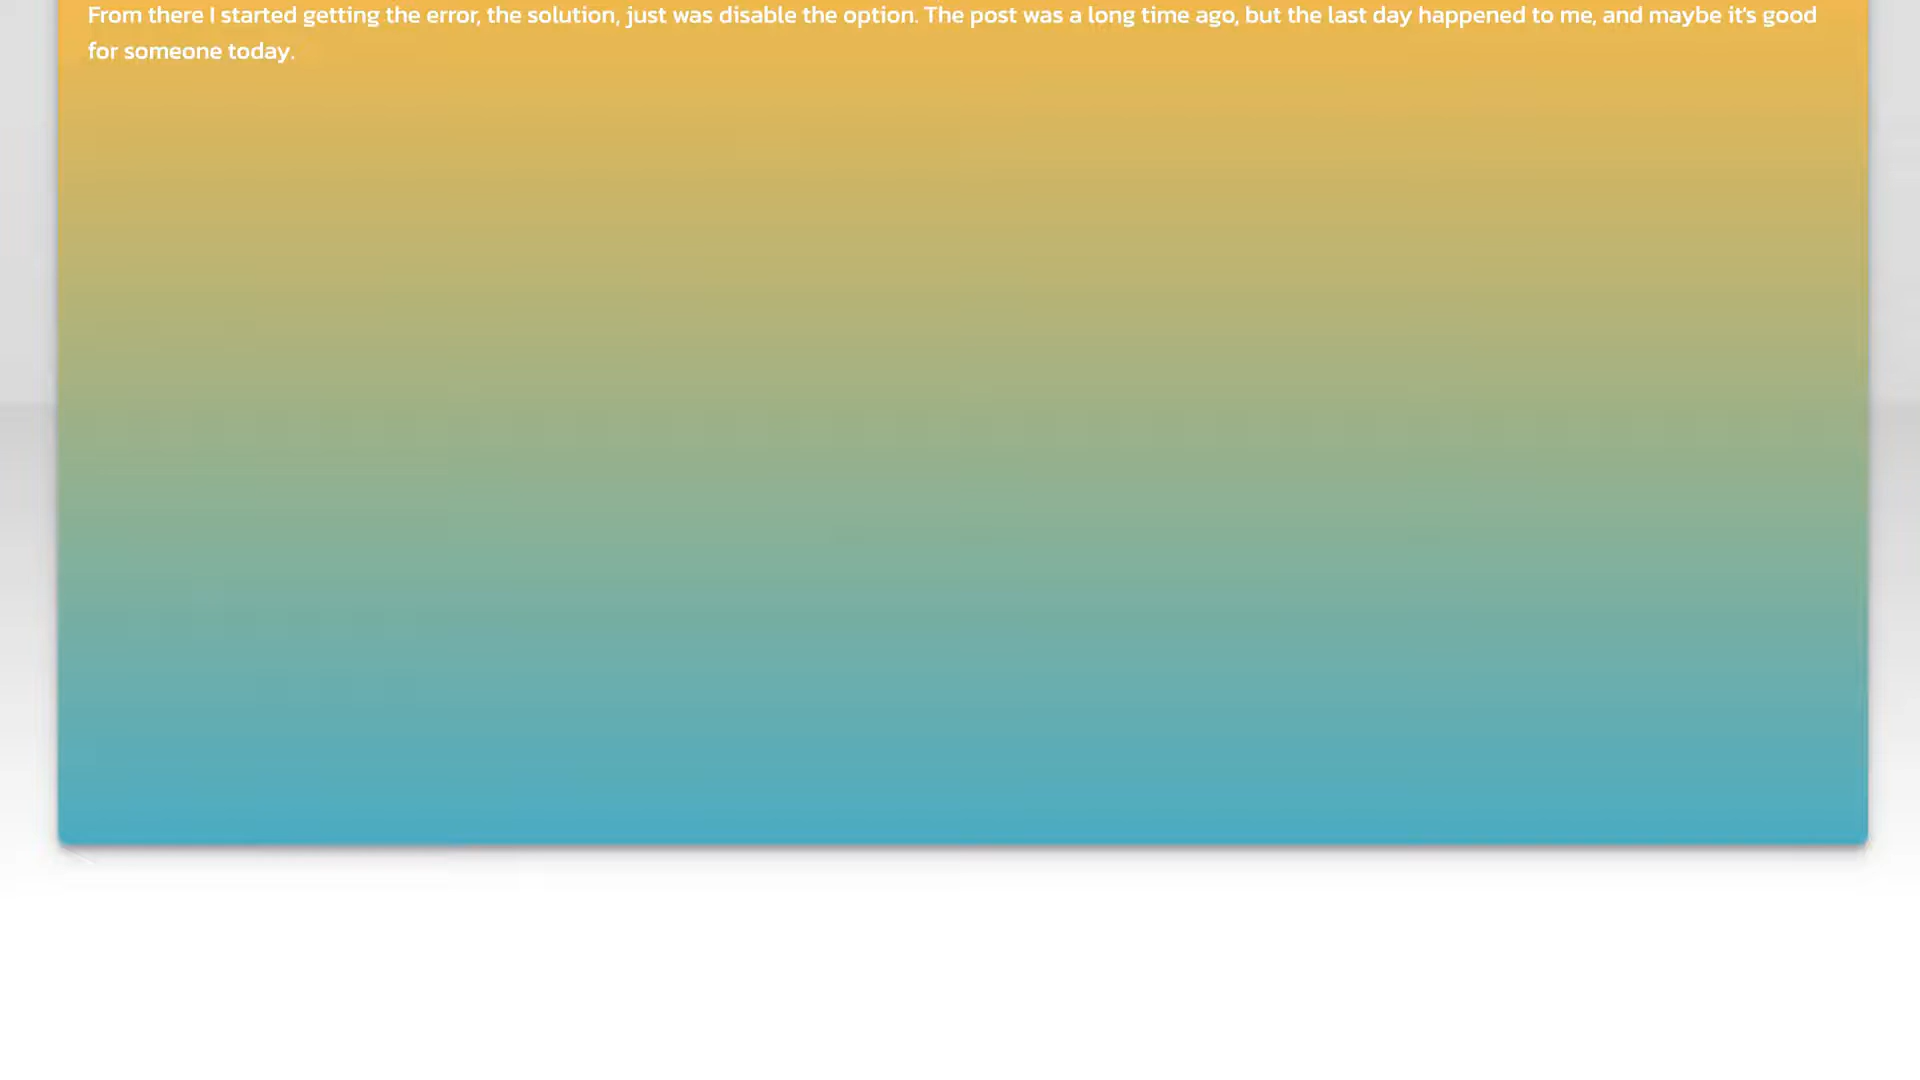 From there I started getting the error, the solution, just was disable the option. The post was a long time ago, but the last day happened to me, and maybe it's good
for someone today.